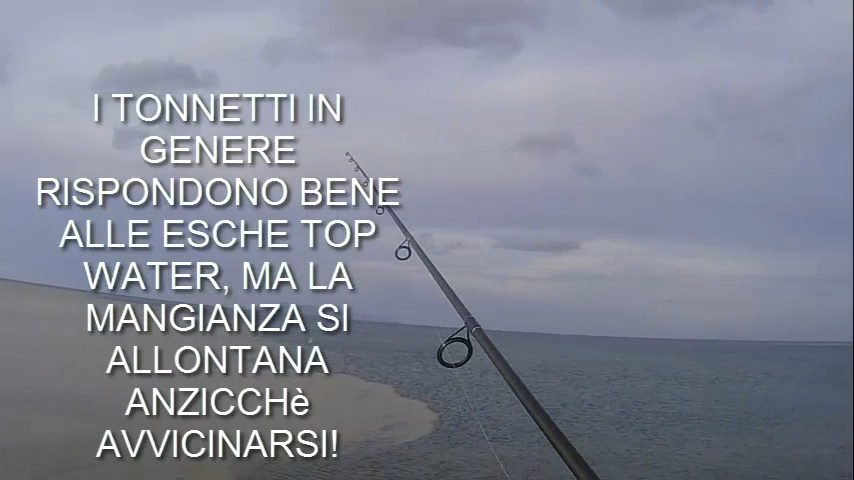 I TONNETTI IN
GENERE
RISPONDONO BENE
ALLE ESCHE TOP
WATER, MA LA
MANGIANZA SI
ALLONTANA
ANZICCHè
AVVICINARSI!